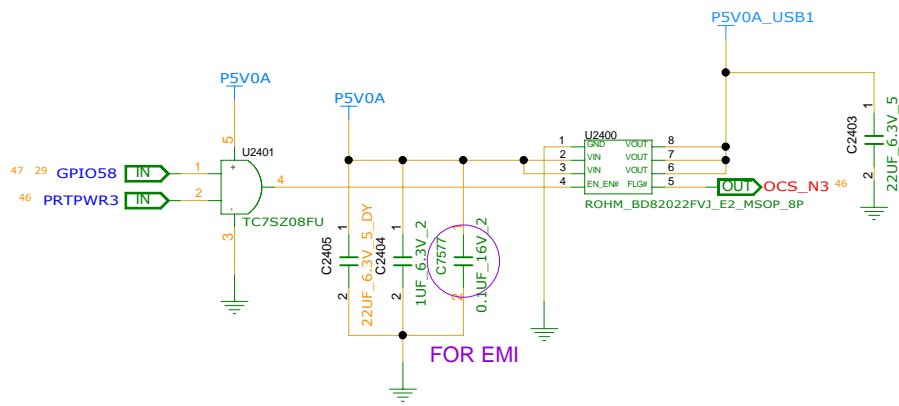 P5V0A_USB1
P5V0A
P5V0A
5
U2401
+
47 29 GPIO58 IN 1
46 PRTPWR3 IN 2
4
-
TC7SZ08FU
3
U2400
1 GND VOUT 8
2 VIN VOUT 7
3 VIN VOUT 6
4 EN_EN# FLG# 5
OUT OCS_N3 46
ROHM_BD82022FVJ_E2_MSOP_8P
1
C2403
2
22UF_6.3V_5
1
C2405
2
22UF_6.3V_5_DY
1
C2404
2
1UF_6.3V_2
1
C7577
2
0.1UF_16V_2
FOR EMI